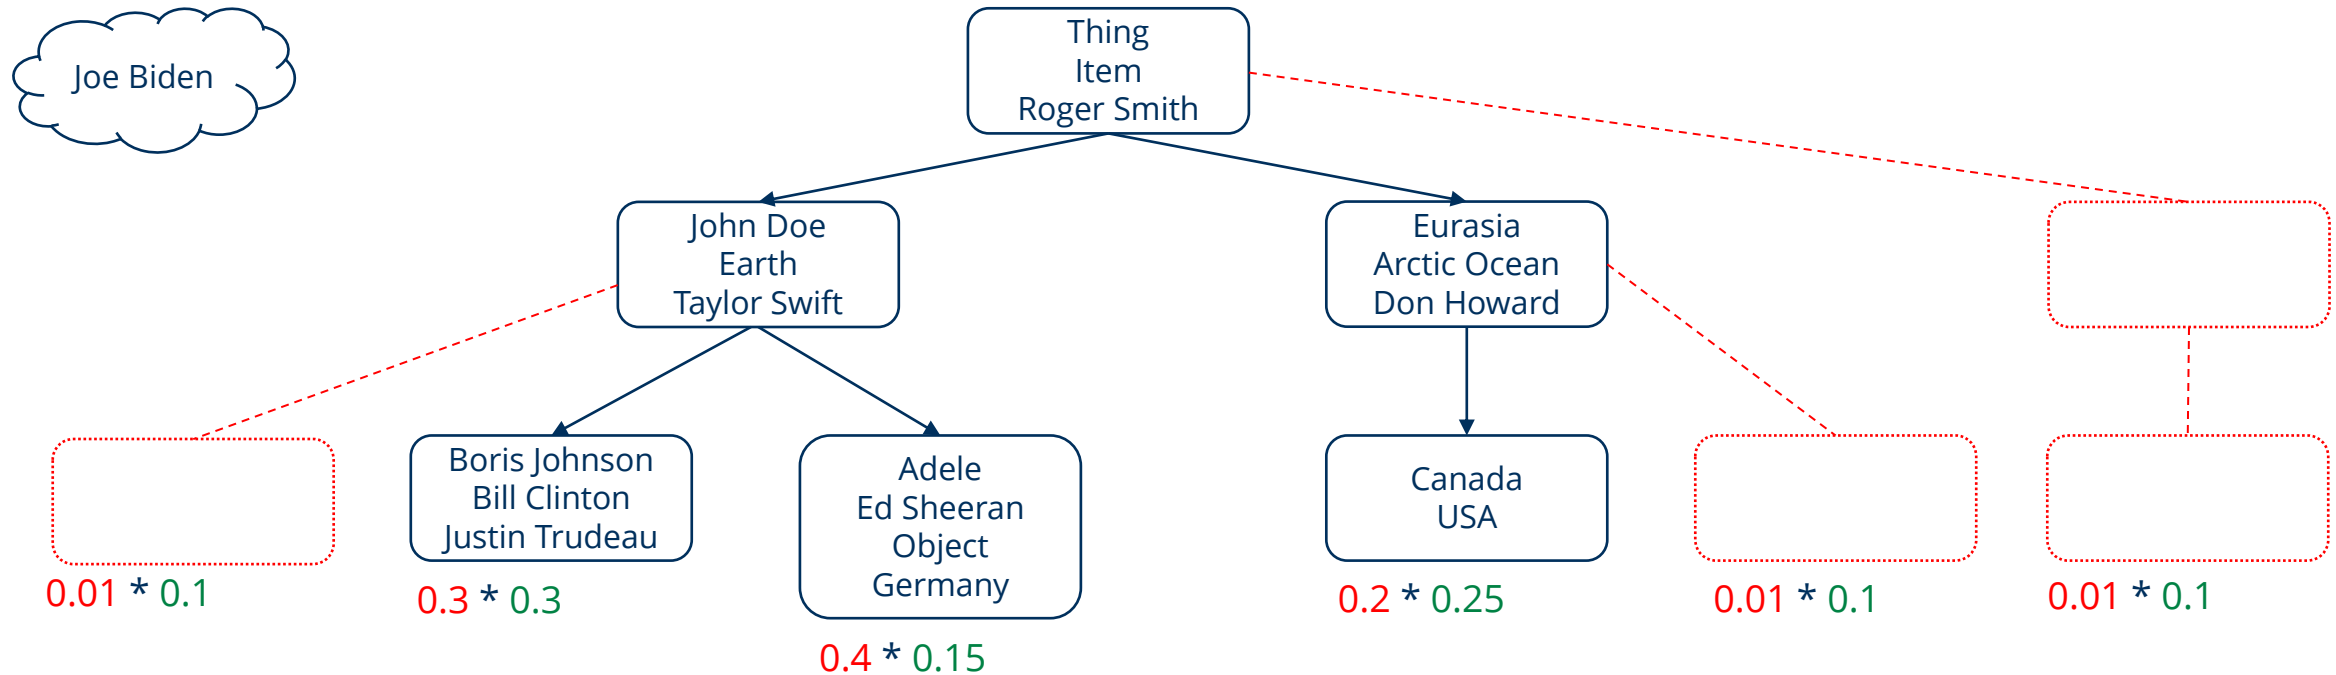 Joe Biden
Thing
Item
Roger Smith
John Doe
Earth
Taylor Swift
Eurasia
Arctic Ocean
Don Howard
Boris Johnson
Bill Clinton
Justin Trudeau
Adele
Ed Sheeran
Object
Germany
Canada
USA
0.01 * 0.1
0.3 * 0.3
0.4 * 0.15
0.2 * 0.25
0.01 * 0.1
0.01 * 0.1